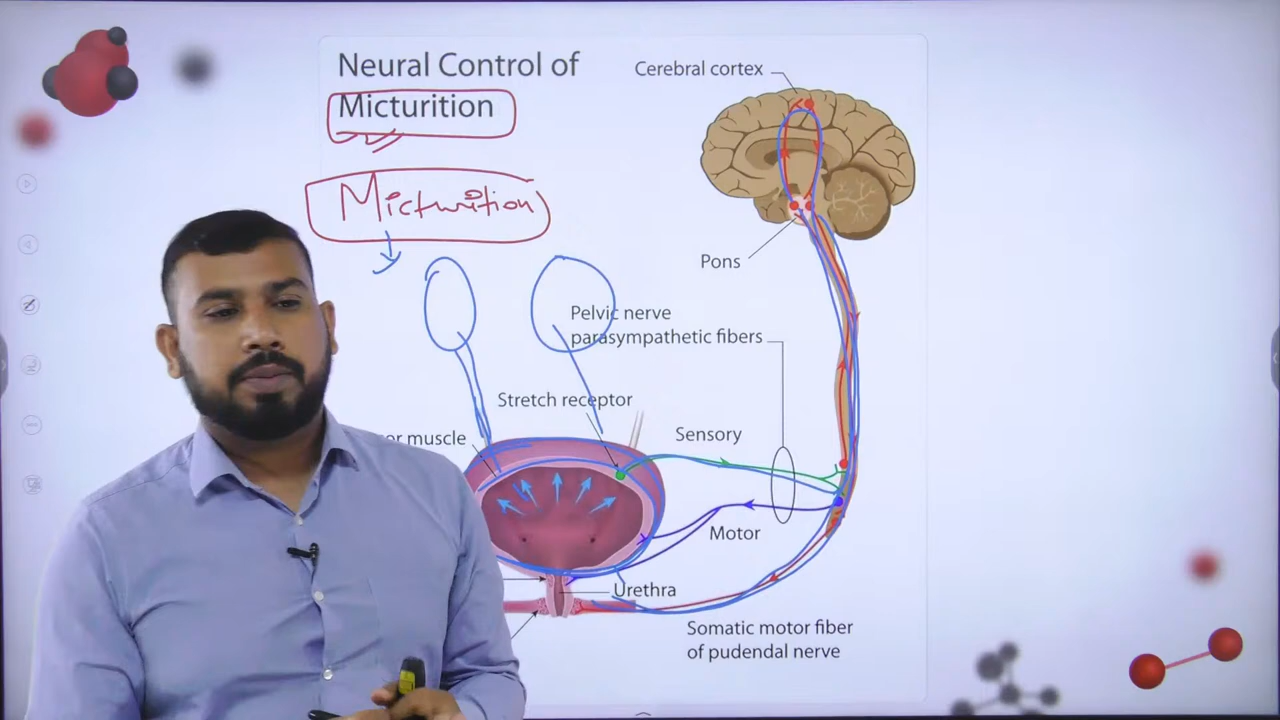 Neural Control of
Micturition
Micturition
Cerebral cortex
Pons
Pelvic nerve
parasympathetic fibers
Stretch receptor
muscle
Sensory
Motor
Urethra
Somatic motor fiber
of pudendal nerve